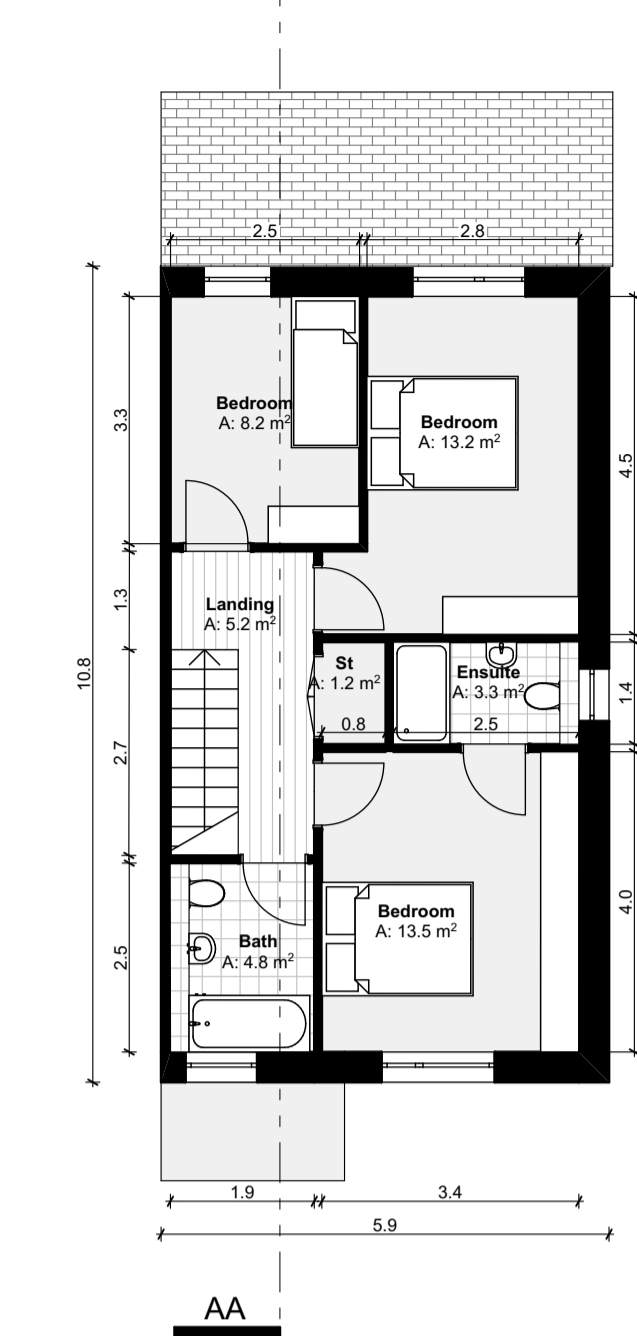 2.5
2.8
3.3
Bedroom
A: 8.2 m²
Bedroom
A: 13.2 m²
4.5
1.3
Landing
A: 5.2 m²
10.8
St
A: 1.2 m²
Ensuite
A: 3.3 m²
1.4
0.8
2.5
2.7
Bedroom
A: 13.5 m²
4.0
2.5
Bath
A: 4.8 m²
1.9
3.4
5.9
AA